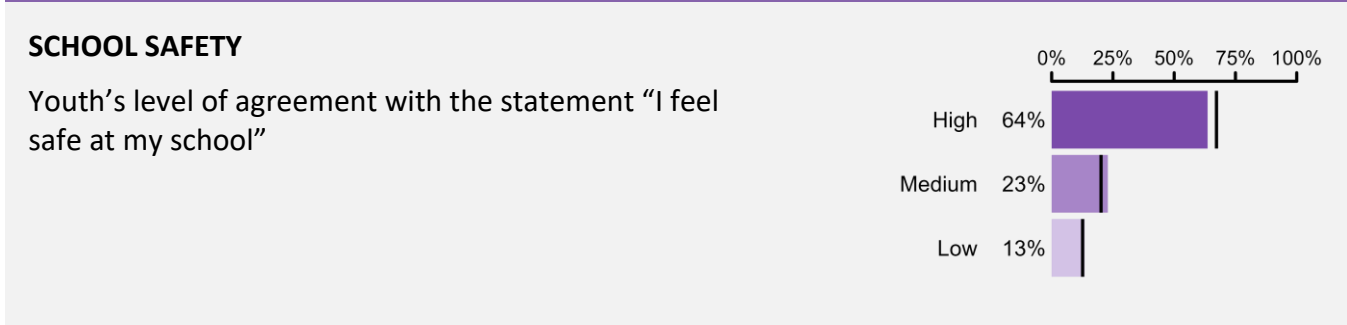 SCHOOL SAFETY
Youth’s level of agreement with the statement “I feel
safe at my school”
0% 25% 50% 75% 100%
High 64%
Medium 23%
Low 13%